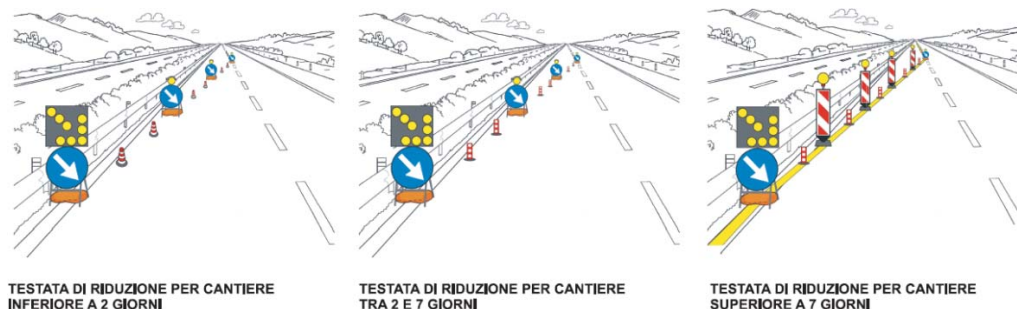 TESTATA DI RIDUZIONE PER CANTIERE
INFERIORE A 2 GIORNI
TESTATA DI RIDUZIONE PER CANTIERE
TRA 2 E 7 GIORNI
TESTATA DI RIDUZIONE PER CANTIERE
SUPERIORE A 7 GIORNI